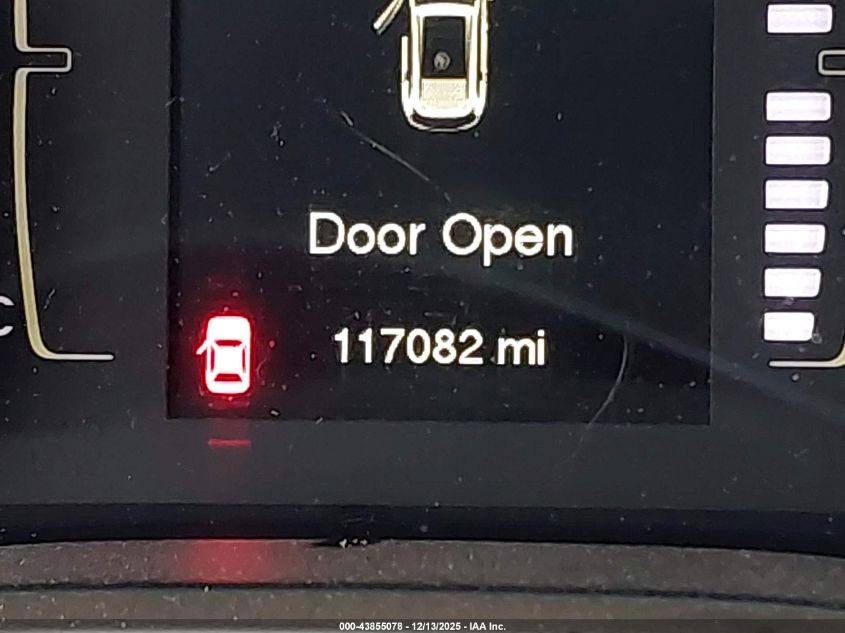 Door Open
117082 mi
000-43855078 - 12/13/2025 - IAA Inc.